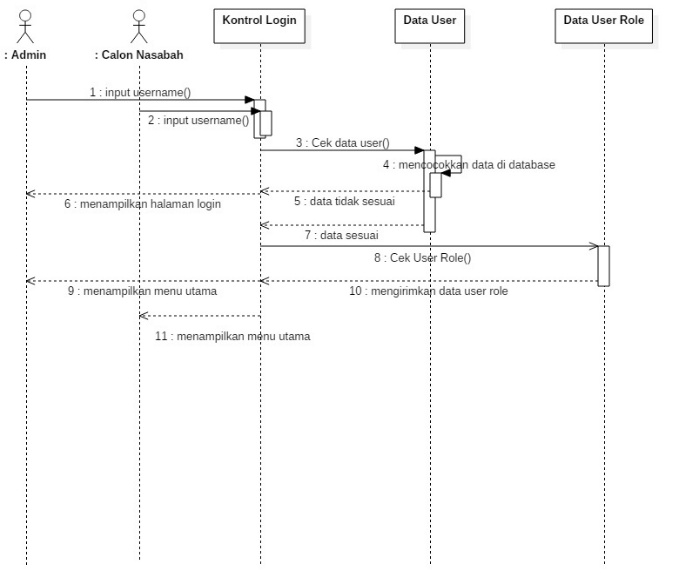 Kontrol Login
Data User
Data User Role
: Admin
: Calon Nasabah
1 : input username()
2 : input username()
3 : Cek data user()
4 : mencocokkan data di database
5 : data tidak sesuai
6 : menampilkan halaman login
7 : data sesuai
8 : Cek User Role()
9 : menampilkan menu utama
10 : mengirimkan data user role
11 : menampilkan menu utama